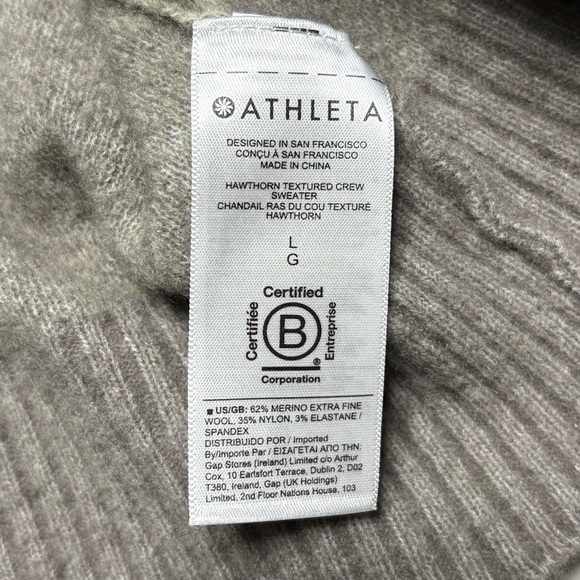 ATHLETA
DESIGNED IN SAN FRANCISCO
CONÇU À SAN FRANCISCO
MADE IN CHINA
HAWTHORN TEXTURED CREW
SWEATER
CHANDAIL RAS DU COU TEXTURÉ
HAWTHORN
L
G
Certified
Certifiée
B
Entreprise
®
Corporation
■ US/GB: 62% MERINO EXTRA FINE
WOOL, 35% NYLON, 3% ELASTANE /
SPANDEX
DISTRIBUIDO POR / Imported
By/Importe Par / ΕΙΣΑΓΕΤΑΙ ΑΠΟ ΤΗΝ:
Gap Stores (Ireland) Limited c/o Arthur
Cox, 10 Earlsfort Terrace, Dublin 2, D02
T380, Ireland, Gap (UK Holdings)
Limited, 2nd Floor Nations House, 103